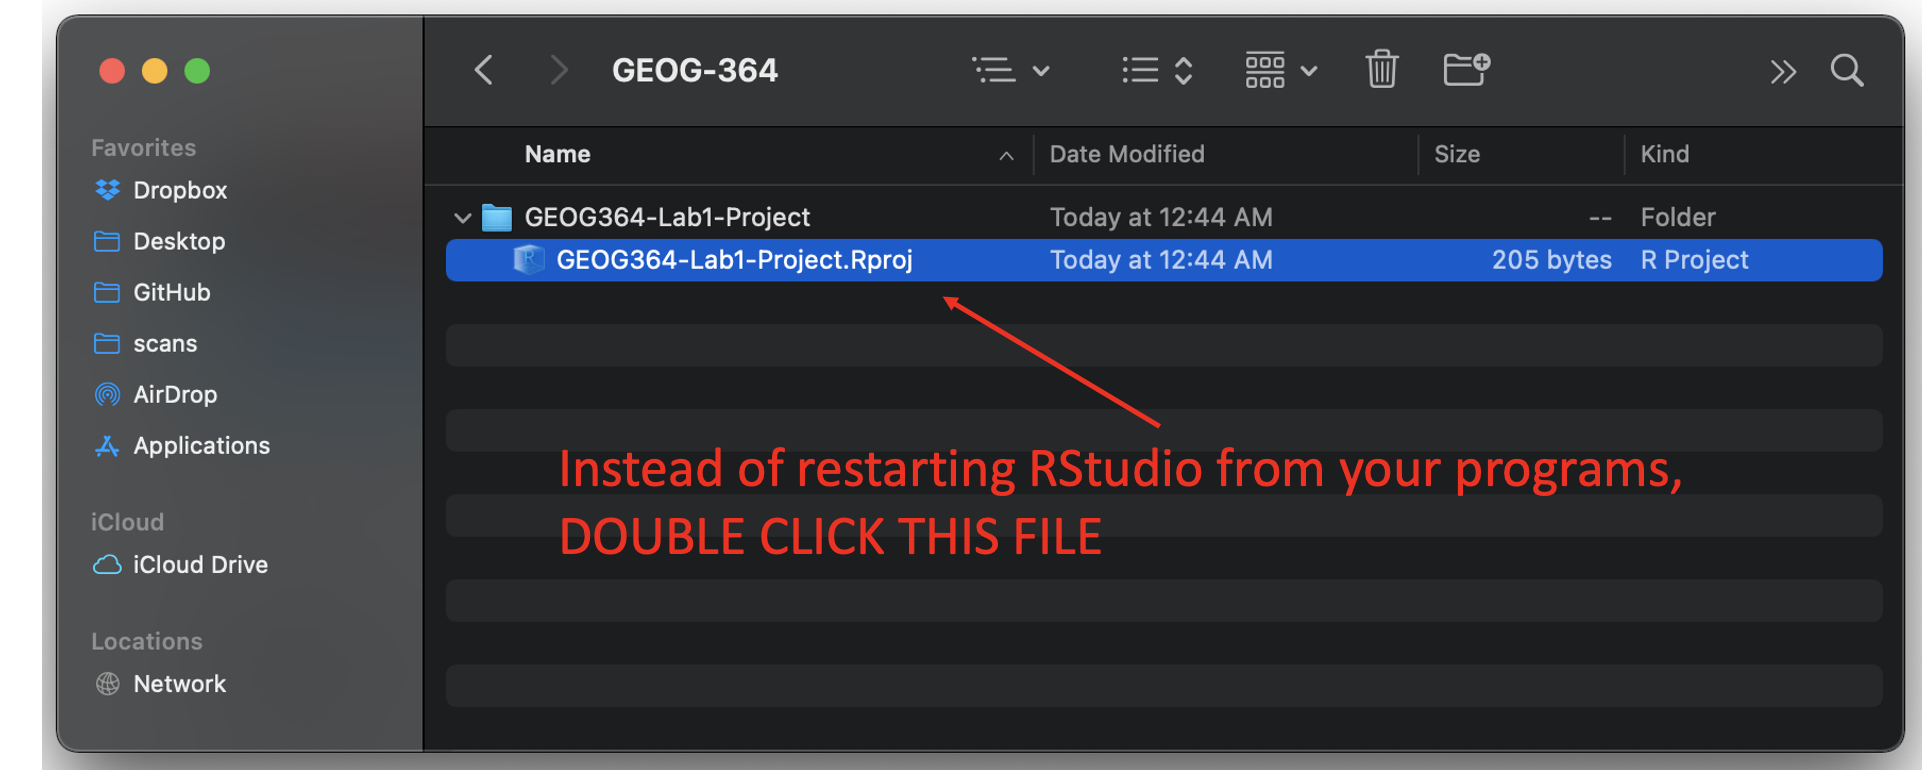 GEOG-364
Favorites
Dropbox
Desktop
GitHub
scans
AirDrop
Applications
iCloud
iCloud Drive
Locations
Network
Name Date Modified Size Kind
GEOG364-Lab1-Project Today at 12:44 AM -- Folder
GEOG364-Lab1-Project.Rproj Today at 12:44 AM 205 bytes R Project
Instead of restarting RStudio from your programs,
DOUBLE CLICK THIS FILE